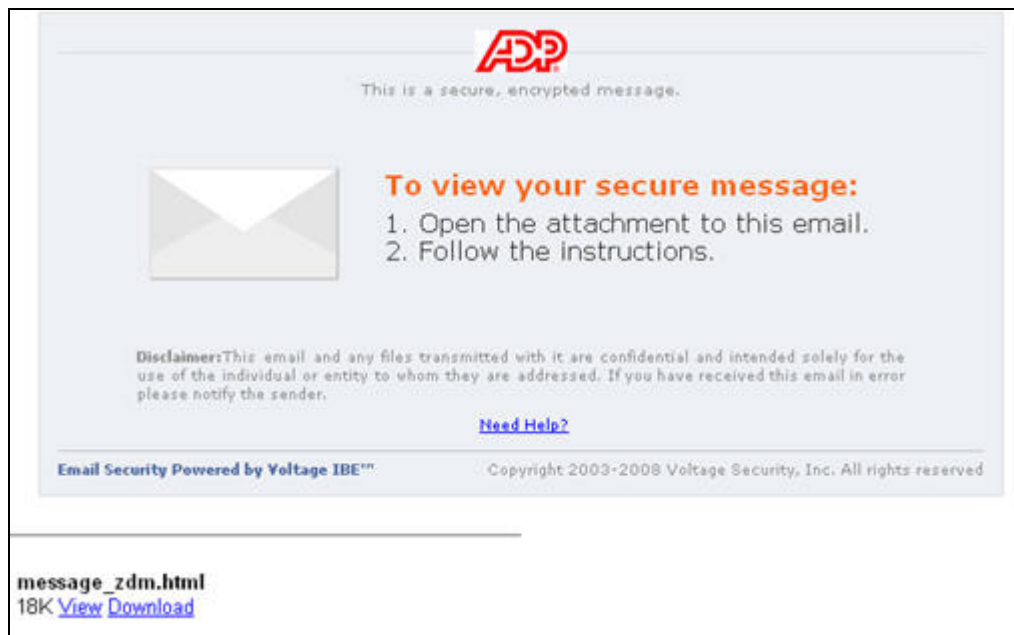 ADP
This is a secure, encrypted message.
To view your secure message:
1. Open the attachment to this email.
2. Follow the instructions.
Disclaimer:This email and any files transmitted with it are confidential and intended solely for the
use of the individual or entity to whom they are addressed. If you have received this email in error
please notify the sender.
Need Help?
Email Security Powered by Voltage IBE™ Copyright 2003-2008 Voltage Security, Inc. All rights reserved
message_zdm.html
18K View Download